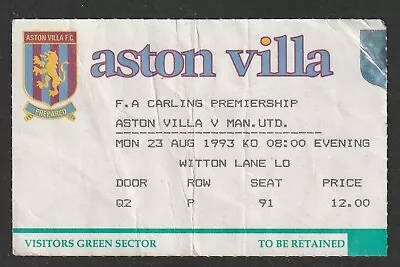 ASTON VILLA F.C.
PREPARED
aston villa
F.A CARLING PREMIERSHIP
ASTON VILLA V MAN.UTD.
MON 23 AUG 1993 KO 08:00 EVENING
WITTON LANE LO
DOOR ROW SEAT PRICE
Q2 P 91 12.00
VISITORS GREEN SECTOR TO BE RETAINED